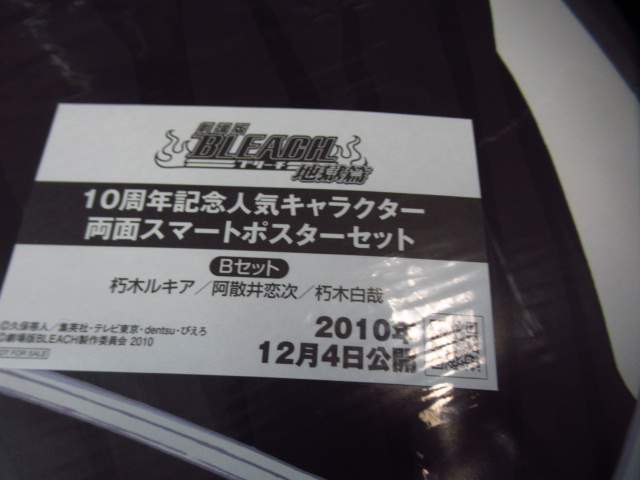 劇場版
BLEACH
ブリーチ
地獄篇
10周年記念人気キャラクター
両面スマートポスターセット
Bセット
朽木ルキア/阿散井恋次/朽木白哉
©久保帯人/集英社・テレビ東京・dentsu・ぴえろ
©劇場版BLEACH製作委員会 2010
NOT FOR SALE
2010年
12月4日公開